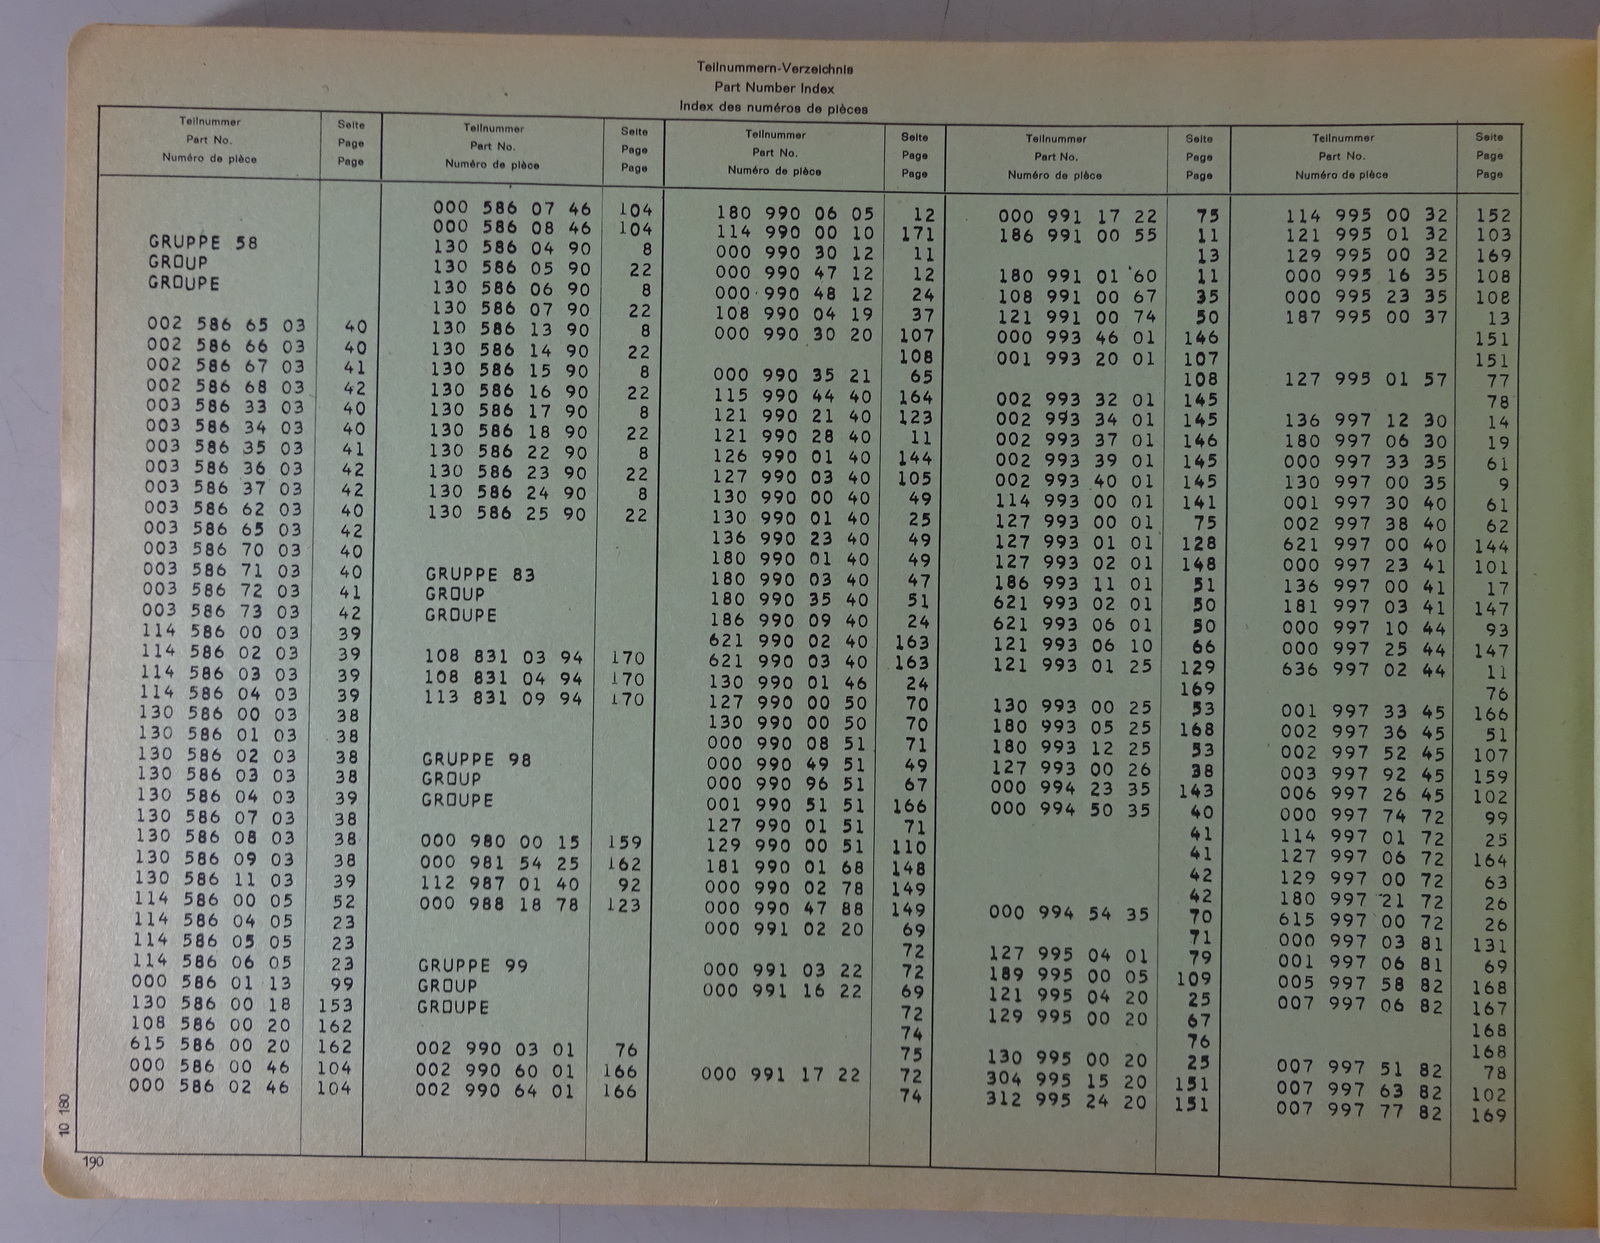 Teilnummern-Verzeichnis
Part Number Index
Index des numéros de pièces
Teilnummer Seite
Part No. Page
Numéro de pièce Page
GRUPPE 58
GROUP
GROUPE
002 586 65 03 40
002 586 66 03 40
002 586 67 03 41
002 586 68 03 42
003 586 33 03 40
003 586 34 03 40
003 586 35 03 41
003 586 36 03 42
003 586 37 03 42
003 586 62 03 40
003 586 65 03 42
003 586 70 03 40
003 586 71 03 40
003 586 72 03 41
003 586 73 03 42
114 586 00 03 39
114 586 02 03 39
114 586 03 03 39
114 586 04 03 39
130 586 00 03 38
130 586 01 03 38
130 586 02 03 38
130 586 03 03 38
130 586 04 03 39
130 586 07 03 38
130 586 08 03 38
130 586 09 03 38
130 586 11 03 39
114 586 00 05 52
114 586 04 05 23
114 586 05 05 23
114 586 06 05 23
000 586 01 13 99
130 586 00 18 153
108 586 00 20 162
615 586 00 20 162
000 586 00 46 104
000 586 02 46 104
Teilnummer Seite
Part No. Page
Numéro de pièce Page
000 586 07 46 104
000 586 08 46 104
130 586 04 90 8
130 586 05 90 22
130 586 06 90 8
130 586 07 90 22
130 586 13 90 8
130 586 14 90 22
130 586 15 90 8
130 586 16 90 22
130 586 17 90 8
130 586 18 90 22
130 586 22 90 8
130 586 23 90 22
130 586 24 90 8
130 586 25 90 22
GRUPPE 83
GROUP
GROUPE
108 831 03 94 170
108 831 04 94 170
113 831 09 94 170
GRUPPE 98
GROUP
GROUPE
000 980 00 15 159
000 981 54 25 162
112 987 01 40 92
000 988 18 78 123
GRUPPE 99
GROUP
GROUPE
002 990 03 01 76
002 990 60 01 166
002 990 64 01 166
Teilnummer Seite
Part No. Page
Numéro de pièce Page
180 990 06 05 12
114 990 00 10 171
000 990 30 12 11
000 990 47 12 12
000 990 48 12 24
108 990 04 19 37
000 990 30 20 107
108
000 990 35 21 65
115 990 44 40 164
121 990 21 40 123
121 990 28 40 11
126 990 01 40 144
127 990 03 40 105
130 990 00 40 49
130 990 01 40 25
136 990 23 40 49
180 990 01 40 49
180 990 03 40 47
180 990 35 40 51
186 990 09 40 24
621 990 02 40 163
621 990 03 40 163
130 990 01 46 24
127 990 00 50 70
130 990 00 50 70
000 990 08 51 71
000 990 49 51 49
000 990 96 51 67
001 990 51 51 166
127 990 01 51 71
129 990 00 51 110
181 990 01 68 148
000 990 02 78 149
000 990 47 88 149
000 991 02 20 69
72
000 991 03 22 72
000 991 16 22 69
72
74
75
000 991 17 22 72
74
Teilnummer Seite
Part No. Page
Numéro de pièce Page
000 991 17 22 75
186 991 00 55 11
13
180 991 01 60 11
108 991 00 67 35
121 991 00 74 50
000 993 46 01 146
001 993 20 01 107
108
002 993 32 01 145
002 993 34 01 145
002 993 37 01 146
002 993 39 01 145
002 993 40 01 145
114 993 00 01 141
127 993 00 01 75
127 993 01 01 128
127 993 02 01 148
186 993 11 01 51
621 993 02 01 50
621 993 06 01 50
121 993 06 10 66
121 993 01 25 129
169
130 993 00 25 53
180 993 05 25 168
180 993 12 25 53
127 993 00 26 38
000 994 23 35 143
000 994 50 35 40
41
41
42
42
000 994 54 35 70
71
127 995 04 01 79
189 995 00 05 109
121 995 04 20 25
129 995 00 20 67
76
130 995 00 20 25
304 995 15 20 151
312 995 24 20 151
Teilnummer Seite
Part No. Page
Numéro de pièce Page
114 995 00 32 152
121 995 01 32 103
129 995 00 32 169
000 995 16 35 108
000 995 23 35 108
187 995 00 37 13
151
151
127 995 01 57 77
78
136 997 12 30 14
180 997 06 30 19
000 997 33 35 61
130 997 00 35 9
001 997 30 40 61
002 997 38 40 62
621 997 00 40 144
000 997 23 41 101
136 997 00 41 17
181 997 03 41 147
000 997 10 44 93
000 997 25 44 147
636 997 02 44 11
76
001 997 33 45 166
002 997 36 45 51
002 997 52 45 107
003 997 92 45 159
006 997 26 45 102
000 997 74 72 99
114 997 01 72 25
127 997 06 72 164
129 997 00 72 63
180 997 21 72 26
615 997 00 72 26
000 997 03 81 131
001 997 06 81 69
005 997 58 82 168
007 997 06 82 167
168
168
007 997 51 82 78
007 997 63 82 102
007 997 77 82 169
10 180
190